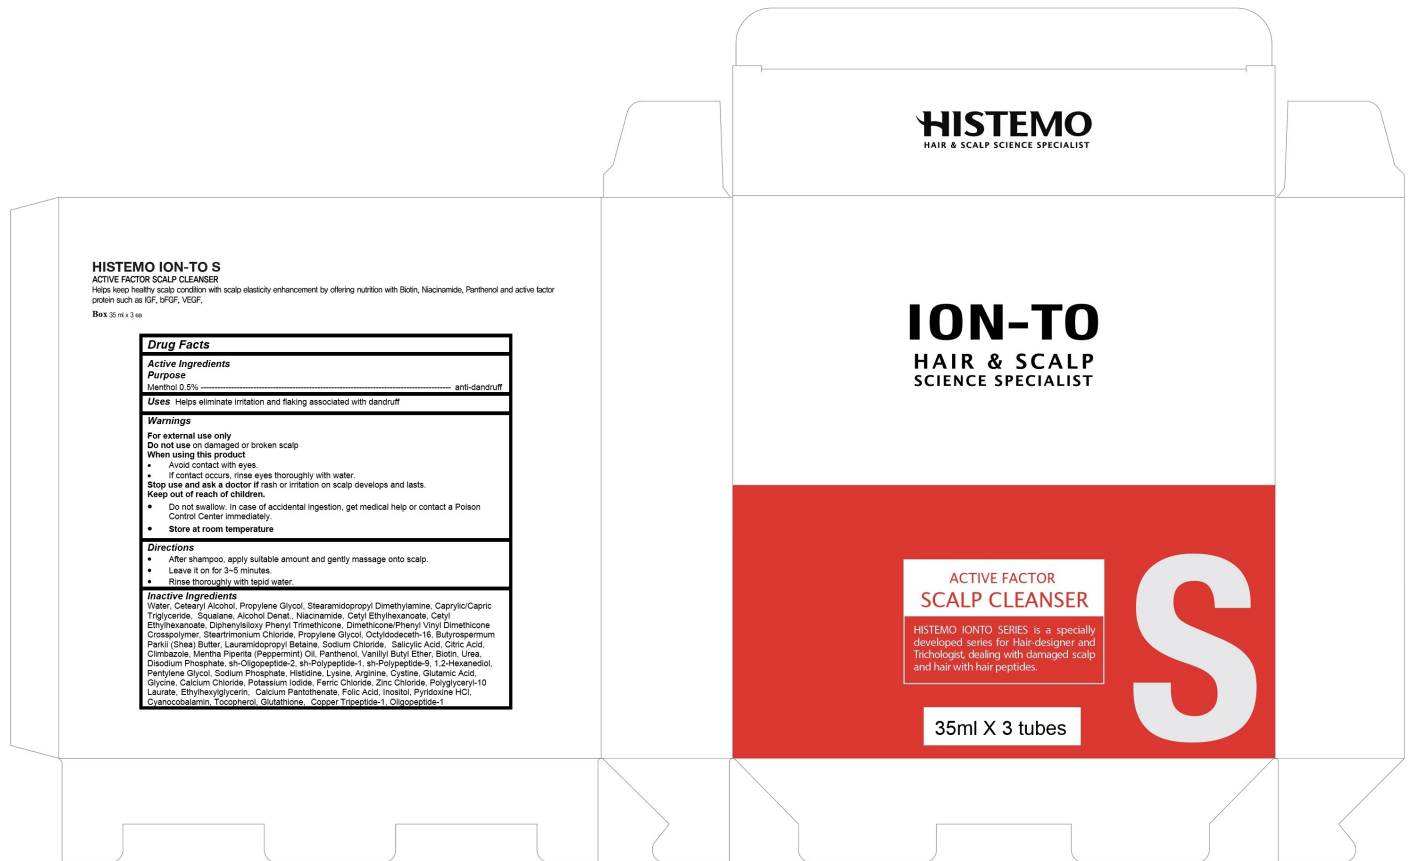 HISTEMO
HAIR & SCALP SCIENCE SPECIALIST
HISTEMO ION-TO S
ACTIVE FACTOR SCALP CLEANSER
Helps keep healthy scalp condition with scalp elasticity enhancement by offering nutrition with Biotin, Niacinamide, Panthenol and active factor
protein such as IGF, bFGF, VEGF.
Box 35 ml x 3 ea
Drug Facts
Active Ingredients
Purpose
Menthol 0.5% ------------------------------------------------------------------------------------------- anti-dandruff
Uses Helps eliminate irritation and flaking associated with dandruff
Warnings
For external use only
Do not use on damaged or broken scalp
When using this product
• Avoid contact with eyes.
• If contact occurs, rinse eyes thoroughly with water.
Stop use and ask a doctor if rash or irritation on scalp develops and lasts.
Keep out of reach of children.
• Do not swallow. In case of accidental ingestion, get medical help or contact a Poison
Control Center immediately.
• Store at room temperature
Directions
• After shampoo, apply suitable amount and gently massage onto scalp.
• Leave it on for 3~5 minutes.
• Rinse thoroughly with tepid water.
Inactive Ingredients
Water, Cetearyl Alcohol, Propylene Glycol, Stearamidopropyl Dimethylamine, Caprylic/Capric
Triglyceride, Squalane, Alcohol Denat., Niacinamide, Cetyl Ethylhexanoate, Cetyl
Ethylhexanoate, Diphenylsiloxy Phenyl Trimethicone, Dimethicone/Phenyl Vinyl Dimethicone
Crosspolymer, Steartrimonium Chloride, Propylene Glycol, Octyldodeceth-16, Butyrospermum
Parkii (Shea) Butter, Lauramidopropyl Betaine, Sodium Chloride, Salicylic Acid, Citric Acid,
Climbazole, Mentha Piperita (Peppermint) Oil, Panthenol, Vanillyl Butyl Ether, Biotin, Urea,
Disodium Phosphate, sh-Oligopeptide-2, sh-Polypeptide-1, sh-Polypeptide-9, 1,2-Hexanediol,
Pentylene Glycol, Sodium Phosphate, Histidine, Lysine, Arginine, Cystine, Glutamic Acid,
Glycine, Calcium Chloride, Potassium Iodide, Ferric Chloride, Zinc Chloride, Polyglyceryl-10
Laurate, Ethylhexylglycerin, Calcium Pantothenate, Folic Acid, Inositol, Pyridoxine HCl,
Cyanocobalamin, Tocopherol, Glutathione, Copper Tripeptide-1, Oligopeptide-1
ION-TO
HAIR & SCALP
SCIENCE SPECIALIST
ACTIVE FACTOR
SCALP CLEANSER
HISTEMO IONTO SERIES is a specially
developed series for Hair-designer and
Trichologist, dealing with damaged scalp
and hair with hair peptides.
S
35ml X 3 tubes